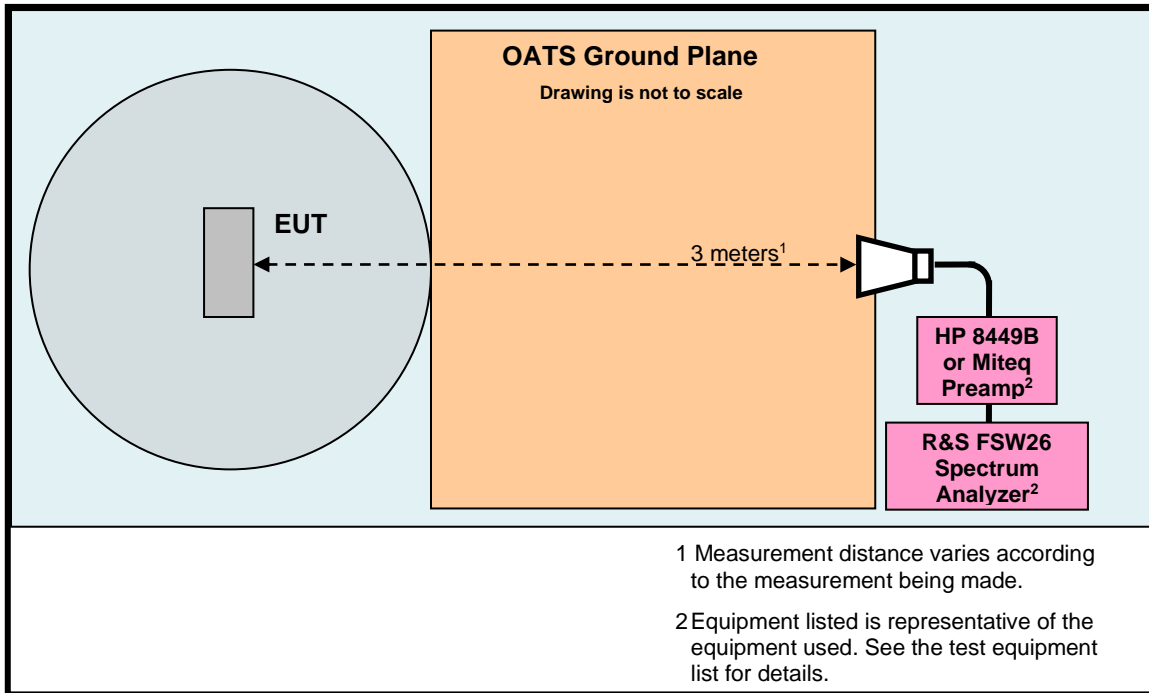 OATS Ground Plane
Drawing is not to scale
EUT
3 meters¹
HP 8449B
or Miteq
Preamp²
R&S FSW26
Spectrum
Analyzer²
1 Measurement distance varies according
to the measurement being made.
2 Equipment listed is representative of the
equipment used. See the test equipment
list for details.